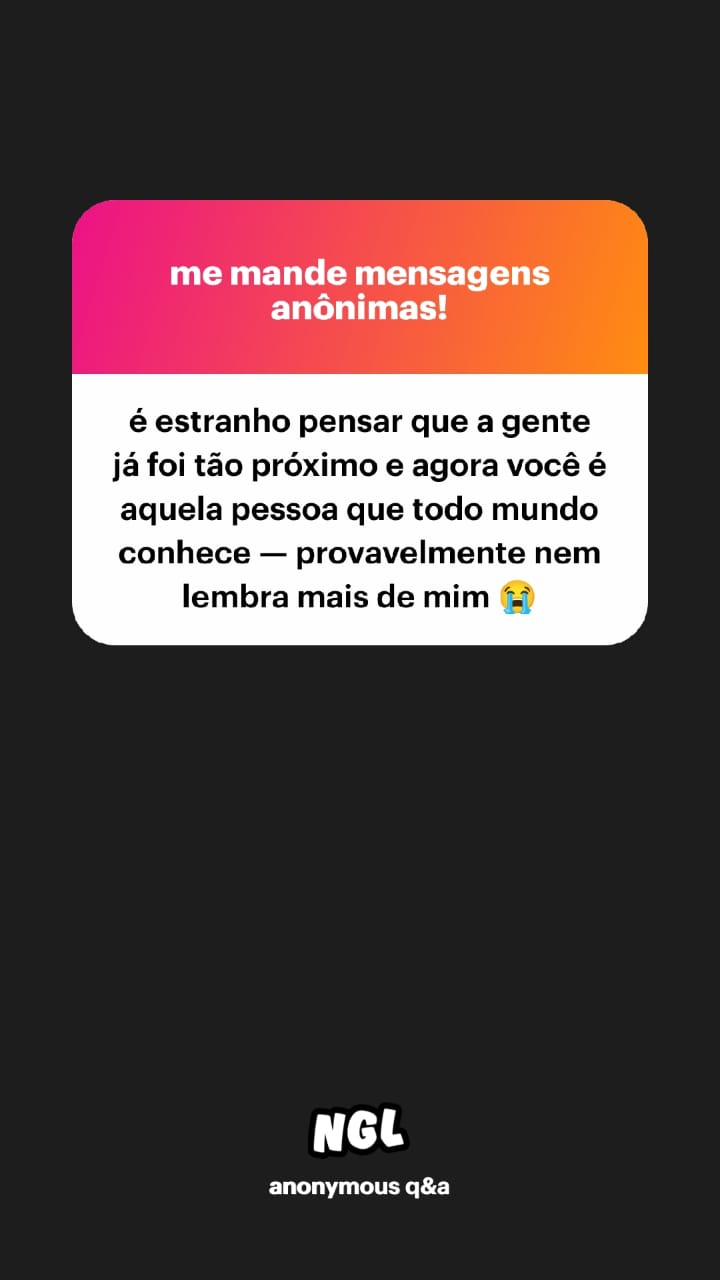 me mande mensagens
anônimas!
é estranho pensar que a gente
já foi tão próximo e agora você é
aquela pessoa que todo mundo
conhece — provavelmente nem
lembra mais de mim 😭
NGL
anonymous q&a